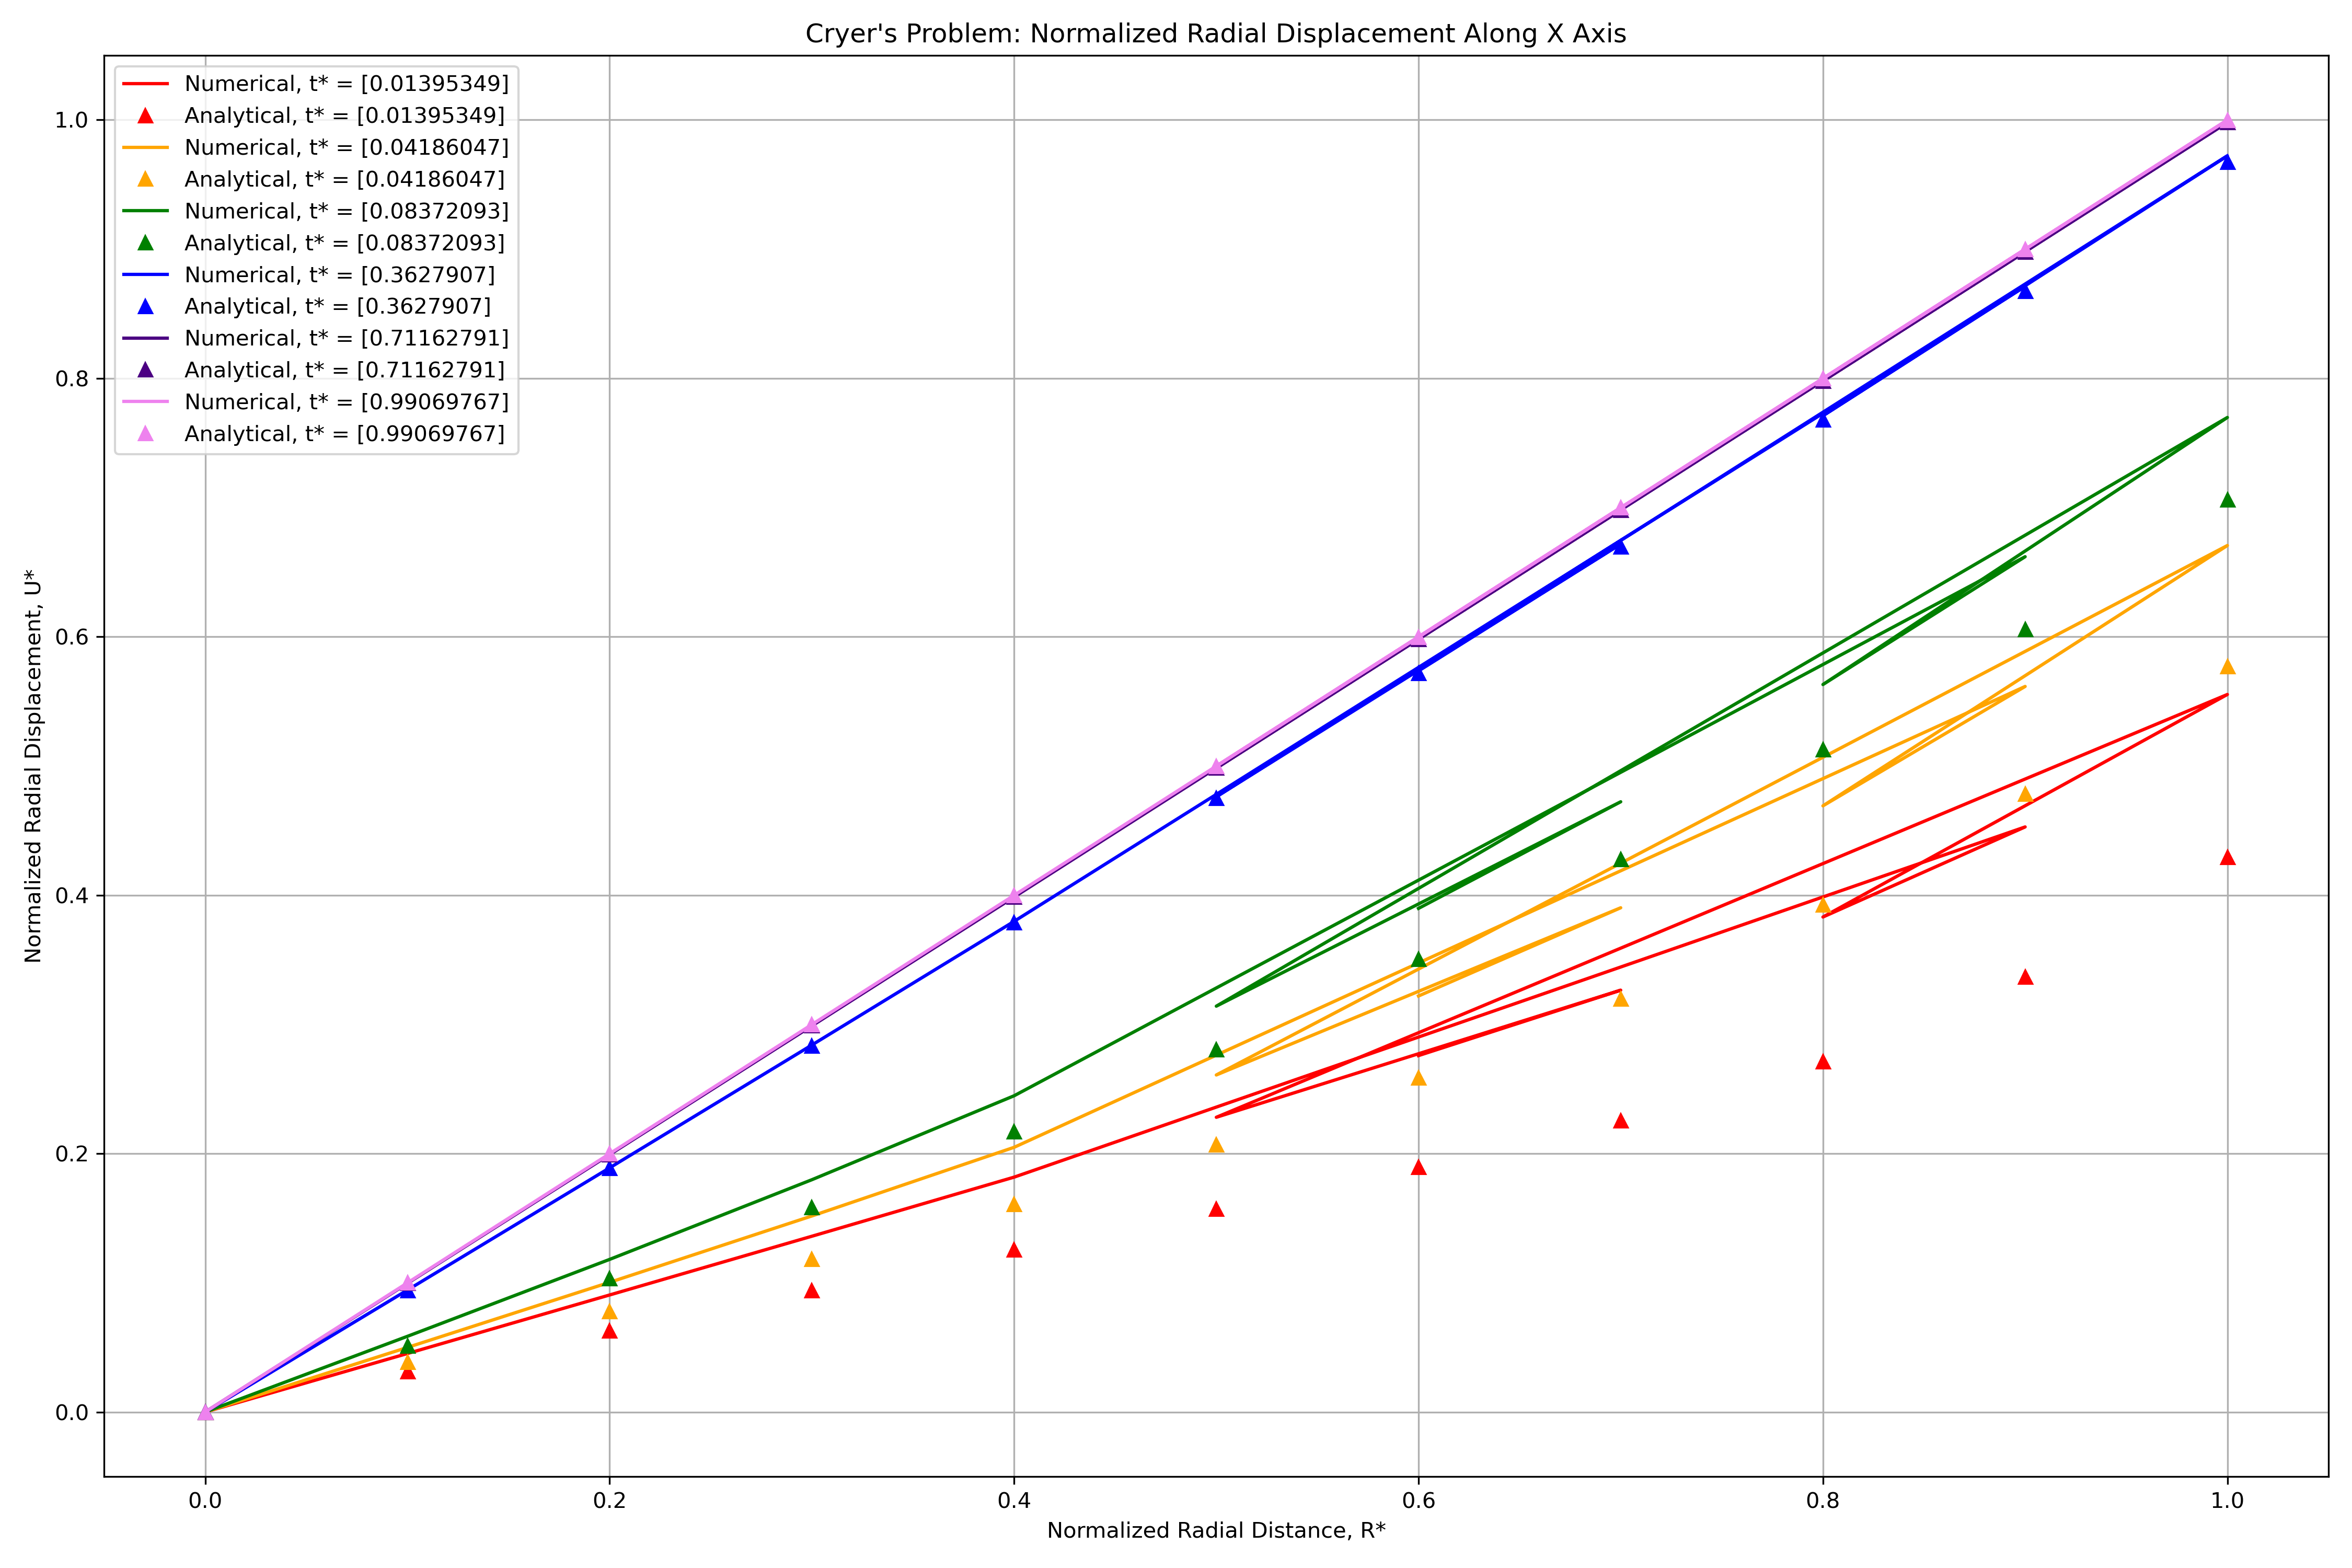 Cryer's Problem: Normalized Radial Displacement Along X Axis
Numerical, t* = [0.01395349]
Analytical, t* = [0.01395349]
Numerical, t* = [0.04186047]
Analytical, t* = [0.04186047]
Numerical, t* = [0.08372093]
Analytical, t* = [0.08372093]
Numerical, t* = [0.3627907]
Analytical, t* = [0.3627907]
Numerical, t* = [0.71162791]
Analytical, t* = [0.71162791]
Numerical, t* = [0.99069767]
Analytical, t* = [0.99069767]
Normalized Radial Displacement, U*
1.0
0.8
0.6
0.4
0.2
0.0
0.0 0.2 0.4 0.6 0.8 1.0
Normalized Radial Distance, R*